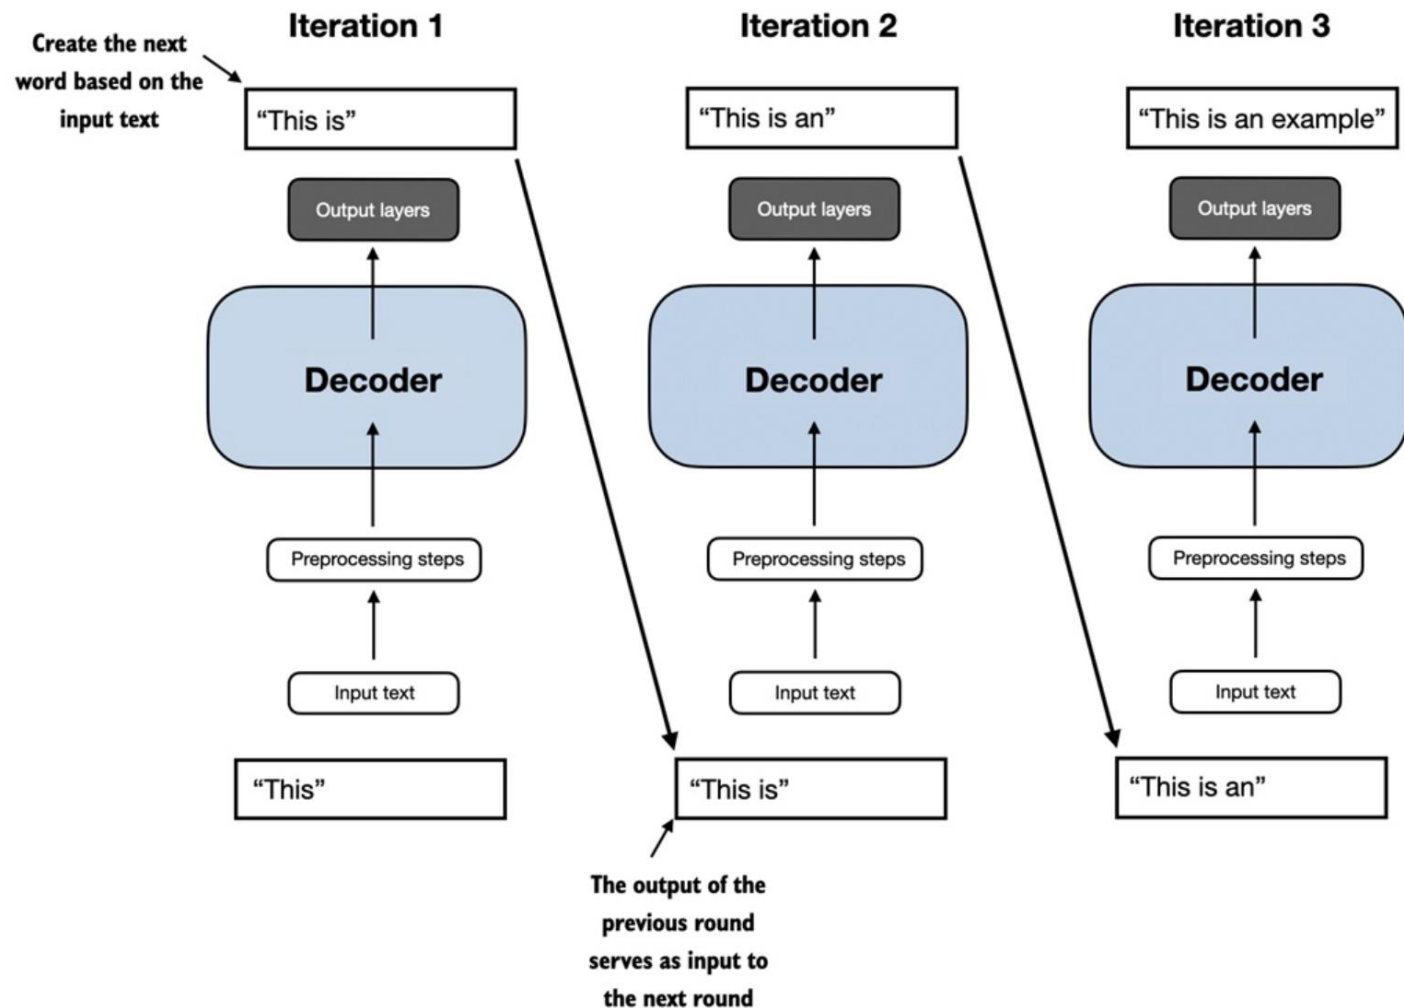 Iteration 1
Iteration 2
Iteration 3
Create the next
word based on the
input text
“This is”
“This is an”
“This is an example”
Output layers
Output layers
Output layers
Decoder
Decoder
Decoder
Preprocessing steps
Preprocessing steps
Preprocessing steps
Input text
Input text
Input text
“This”
“This is”
“This is an”
The output of the
previous round
serves as input to
the next round